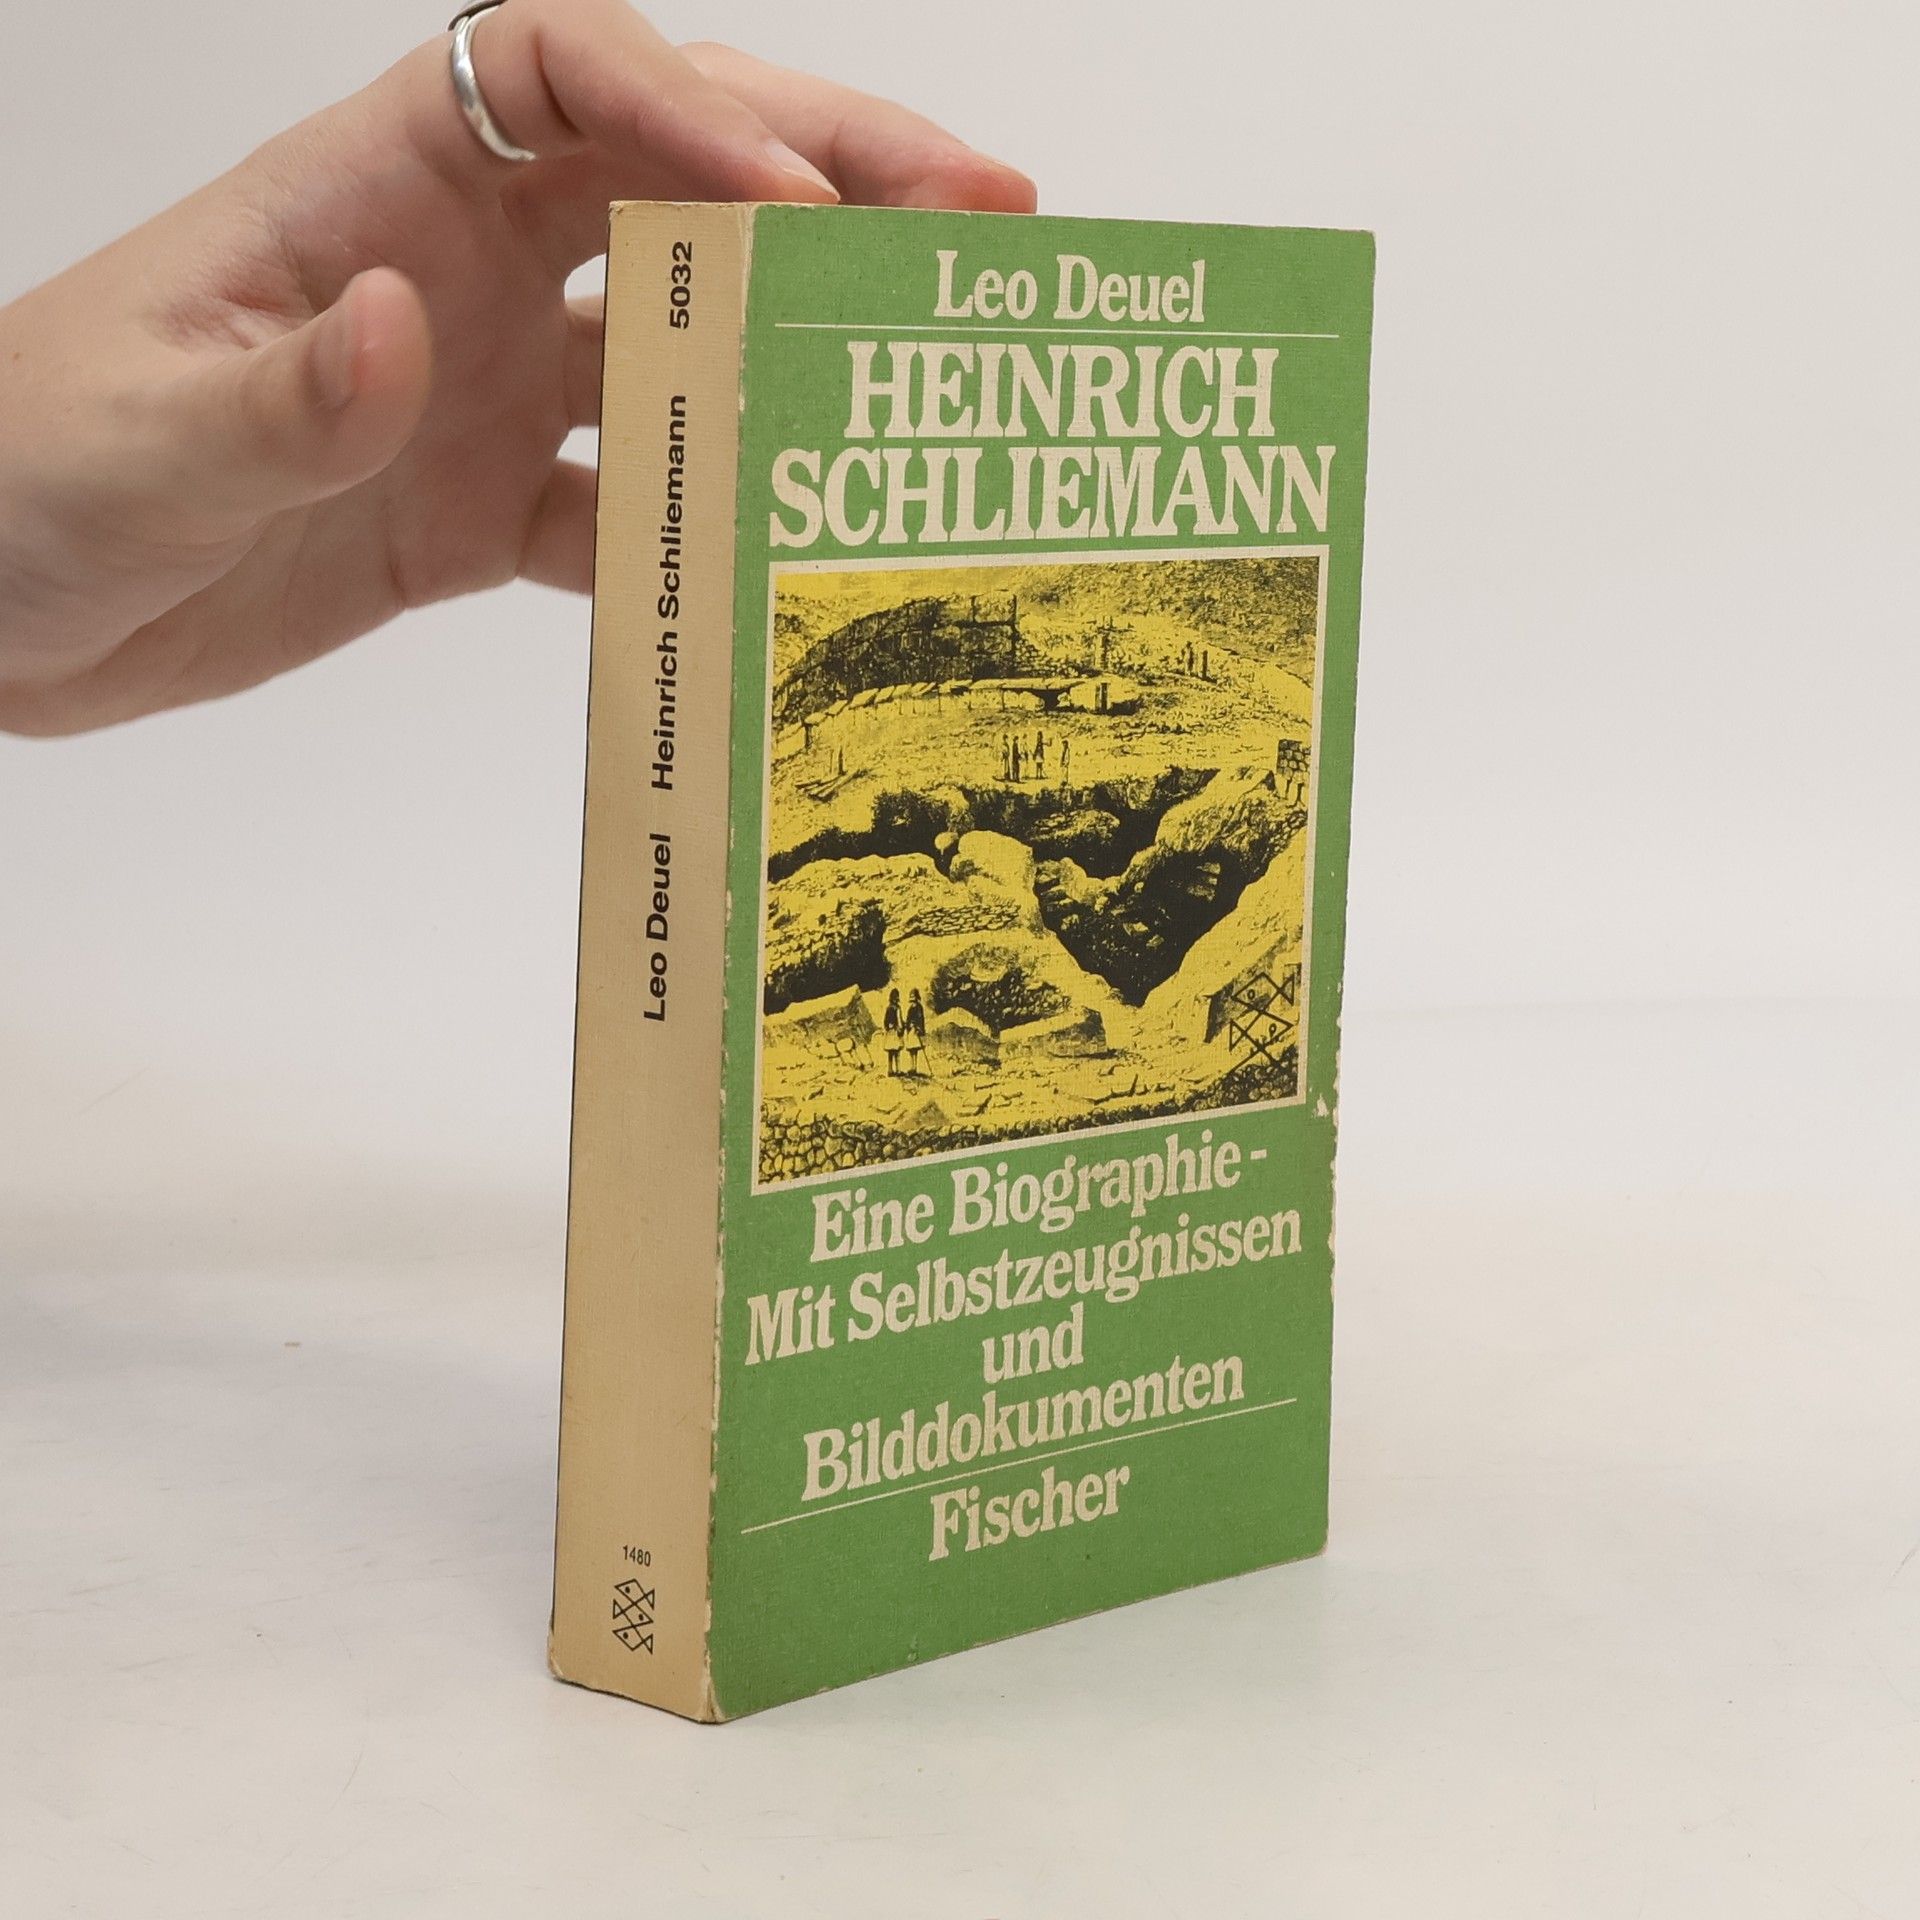 Leo Deuel
HEINRICH
SCHLIEMANN
Eine Biographie -
Mit Selbstzeugnissen
und
Bilddokumenten
Fischer
Leo Deuel Heinrich Schliemann 5032
1480